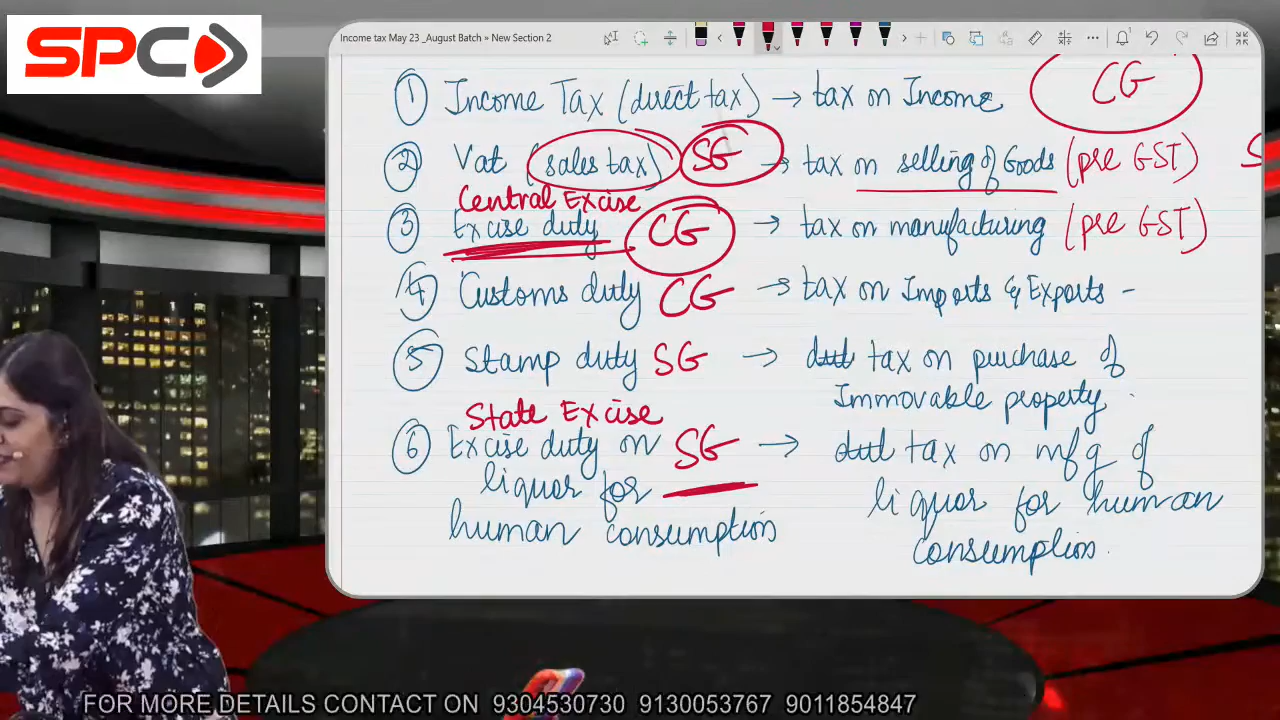 SPC
Income tax May 23 _August Batch » New Section 2
① Income Tax (direct tax) → tax on Income CG
② Vat (sales tax) SG → tax on selling of Goods (pre GST) S
Central Excise
③ Excise duty CG → tax on manufacturing (pre GST)
④ Customs duty CG → tax on Imports & Exports -
⑤ Stamp duty SG → tax on purchase of
Immovable property
State Excise
⑥ Excise duty on SG → tax on mfg of
liquor for
liquor for human
human consumption
consumption
FOR MORE DETAILS CONTACT ON 9304530730 9130053767 9011854847